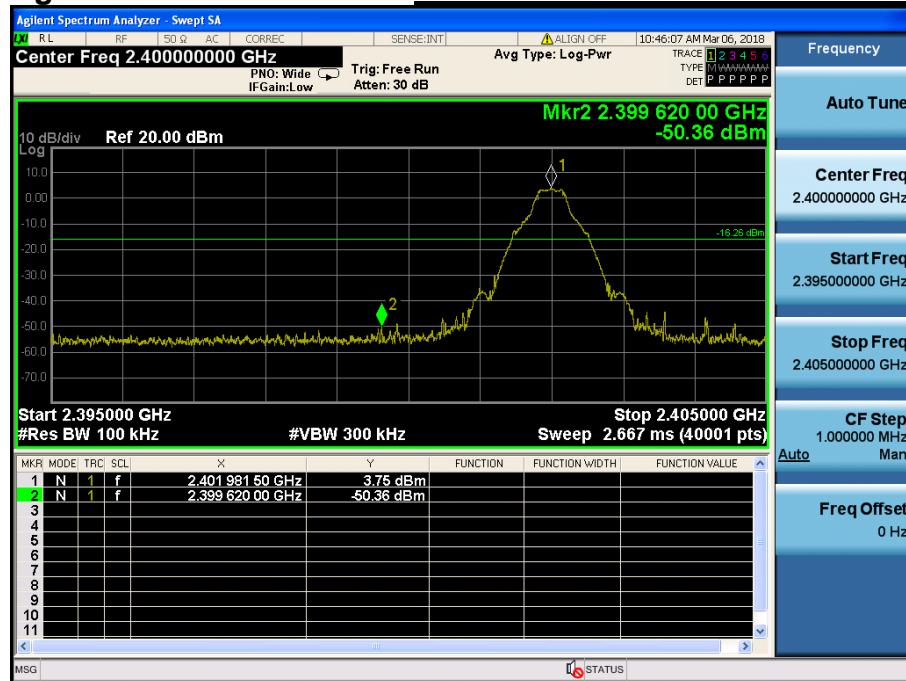 Agilent Spectrum Analyzer - Swept SA
LXI RL RF 50 Ω AC CORREC SENSE:INT ALIGN OFF 10:46:07 AM Mar 06, 2018
Center Freq 2.400000000 GHz Avg Type: Log-Pwr TRACE 1 2 3 4 5 6
PNO: Wide Trig: Free Run TYPE M WWWWW
IFGain:Low Atten: 30 dB DET P P P P P P
Frequency
Auto Tune
Center Freq
2.400000000 GHz
Start Freq
2.395000000 GHz
Stop Freq
2.405000000 GHz
CF Step
1.000000 MHz
Auto Man
Freq Offset
0 Hz
Mkr2 2.399 620 00 GHz
10 dB/div Ref 20.00 dBm -50.36 dBm
Log
10.0
0.00
-10.0
-20.0
-30.0
-40.0
-50.0
-60.0
-70.0
1
-16.26 dBm
2
Start 2.395000 GHz Stop 2.405000 GHz
#Res BW 100 kHz #VBW 300 kHz Sweep 2.667 ms (40001 pts)
MKR MODE TRC SCL X Y FUNCTION FUNCTION WIDTH FUNCTION VALUE
1 N 1 f 2.401 981 50 GHz 3.75 dBm
2 N 1 f 2.399 620 00 GHz -50.36 dBm
3
4
5
6
7
8
9
10
11
MSG STATUS